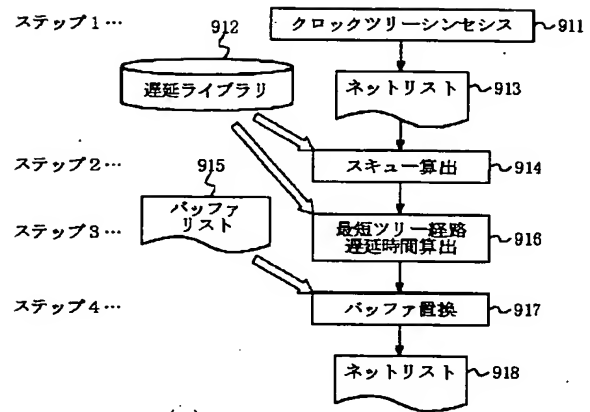 ステップ1…
912
クロックツリーシンセシス
911
遅延ライブラリ
ネットリスト
913
ステップ2…
915
スキュー算出
914
ステップ3…
バッファ
リスト
最短ツリー経路
遅延時間算出
916
ステップ4…
バッファ置換
917
ネットリスト
918